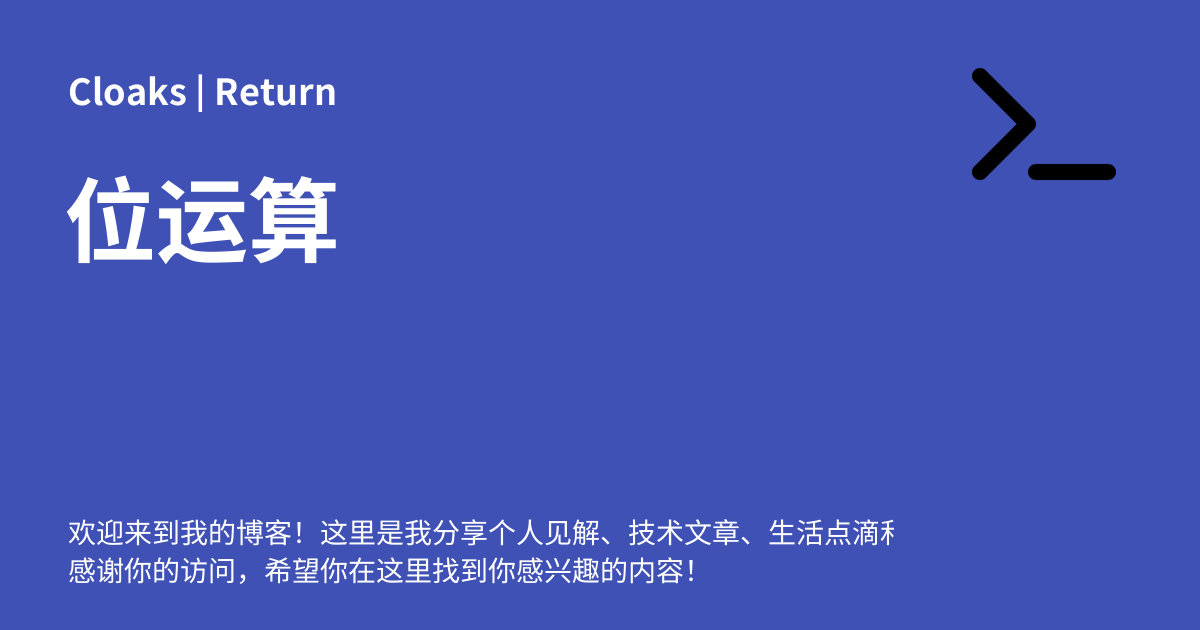 Cloaks | Return
位运算
欢迎来到我的博客！这里是我分享个人见解、技术文章、生活点滴
感谢你的访问，希望你在这里找到你感兴趣的内容！